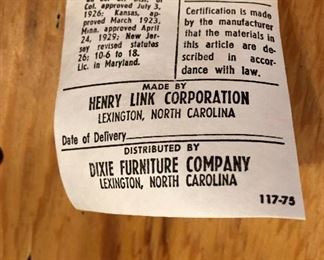 Col. approved July 3,
1926; Kansas, ap-
proved March 1923,
Minn. approved April
24, 1929; New Jer-
sey revised statutes
26; 10-6 to 18.
Lic. in Maryland.
Certification is made
by the manufacturer
that the materials in
this article are de-
scribed in accor-
dance with law.
MADE BY
HENRY LINK CORPORATION
LEXINGTON, NORTH CAROLINA
Date of Delivery
DISTRIBUTED BY
DIXIE FURNITURE COMPANY
LEXINGTON, NORTH CAROLINA
117-75